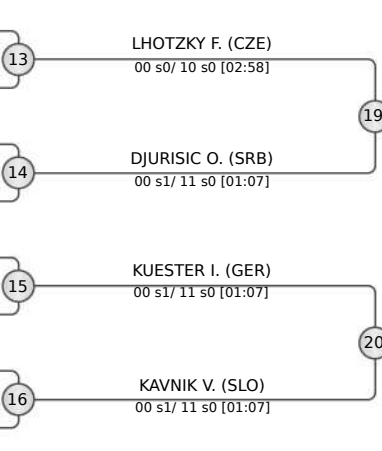 13
LHOTZKY F. (CZE)
00 s0/ 10 s0 [02:58]
19
14
DJURISIC O. (SRB)
00 s1/ 11 s0 [01:07]
15
KUESTER I. (GER)
00 s1/ 11 s0 [01:07]
20
16
KAVNIK V. (SLO)
00 s1/ 11 s0 [01:07]